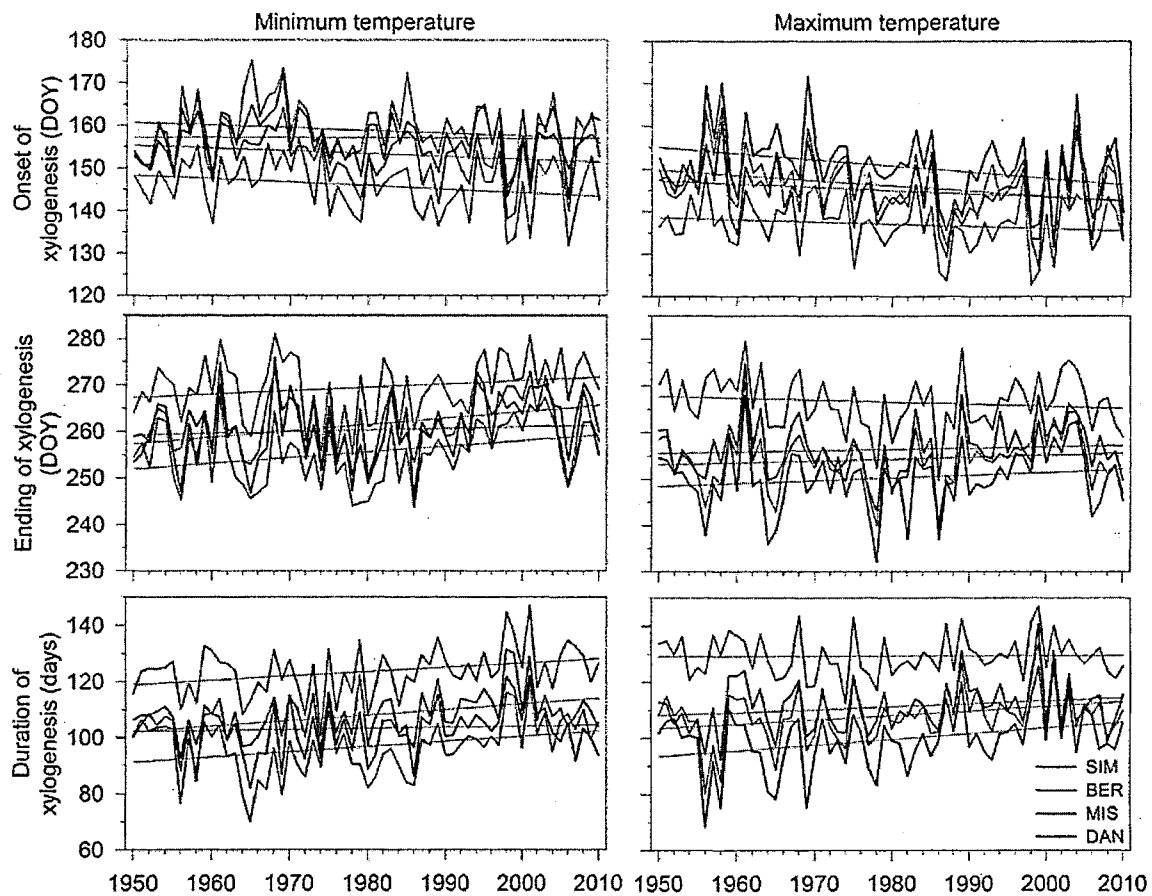 Minimum temperature
Maximum temperature
Onset of
xylogenesis (DOY)
180
170
160
150
140
130
120
Ending of xylogenesis
(DOY)
280
270
260
250
240
230
Duration of
xylogenesis (days)
140
120
100
80
60
SIM
BER
MIS
DAN
1950 1960 1970 1980 1990 2000 2010
1950 1960 1970 1980 1990 2000 2010